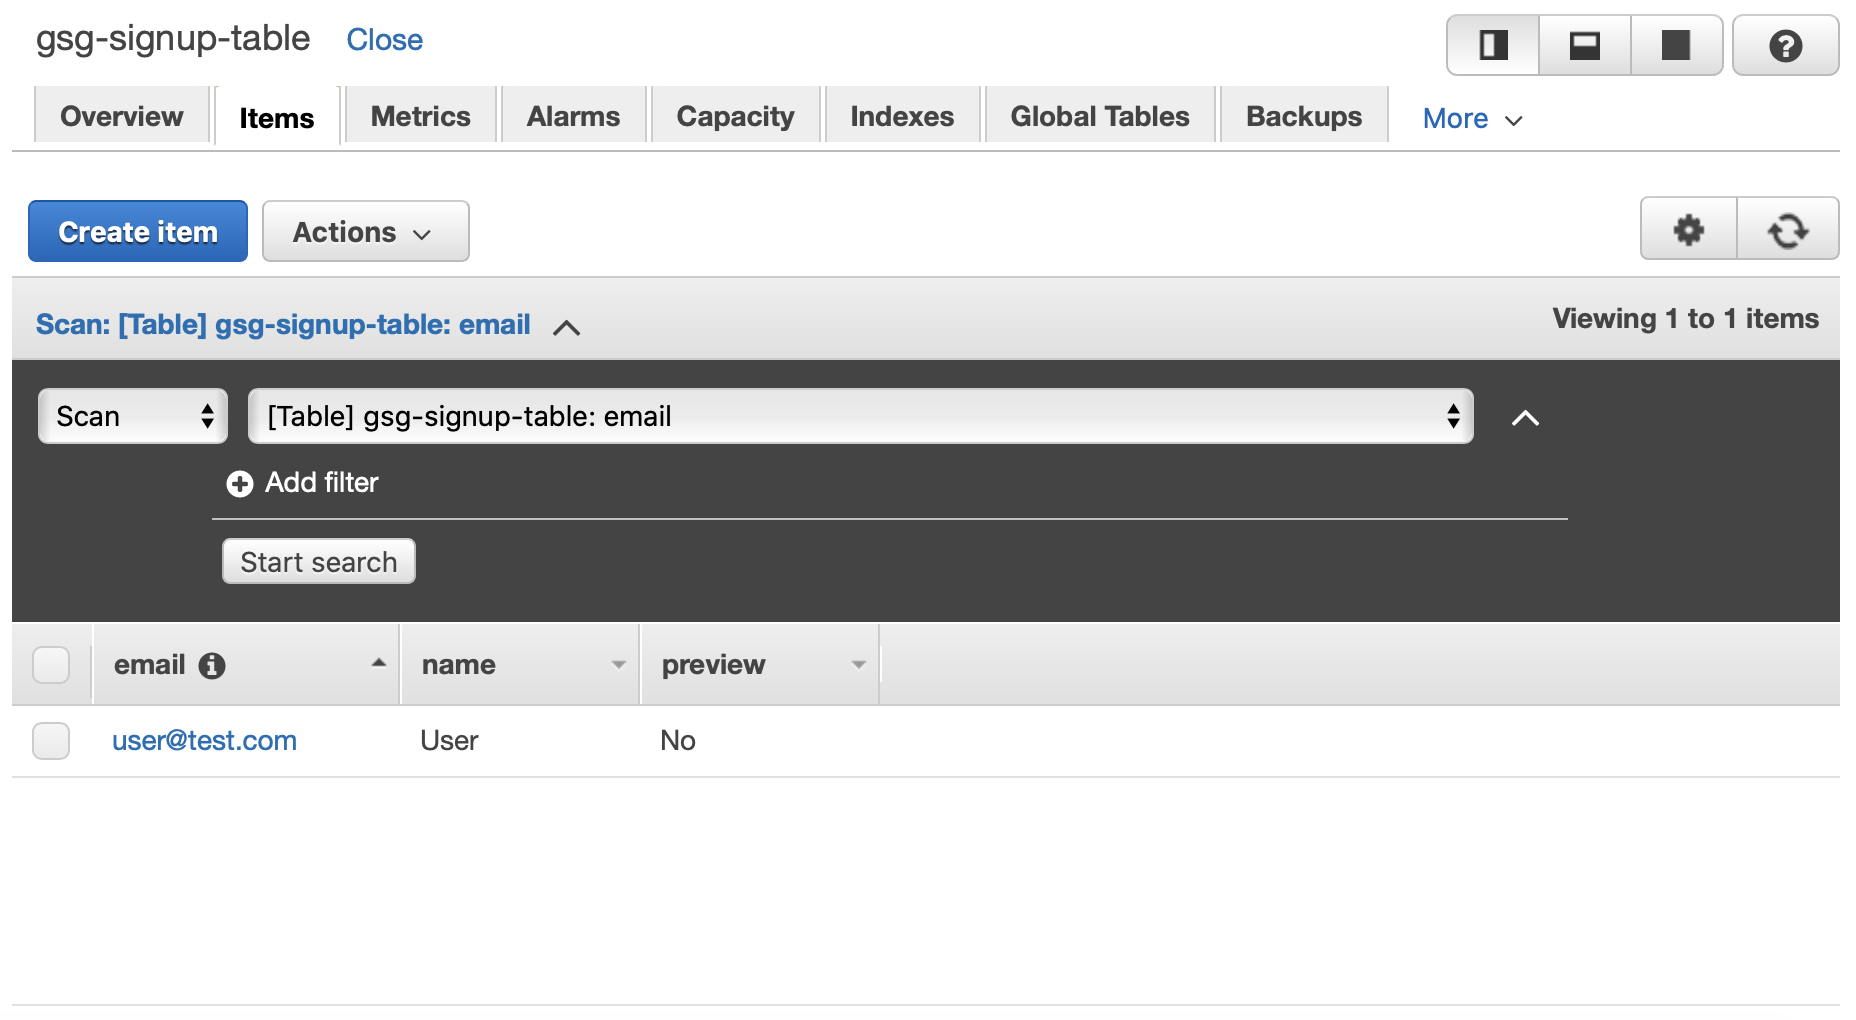 gsg-signup-table Close
Overview Items Metrics Alarms Capacity Indexes Global Tables Backups More
Create item Actions
Scan: [Table] gsg-signup-table: email Viewing 1 to 1 items
Scan [Table] gsg-signup-table: email
Add filter
Start search
email name preview
user@test.com User No